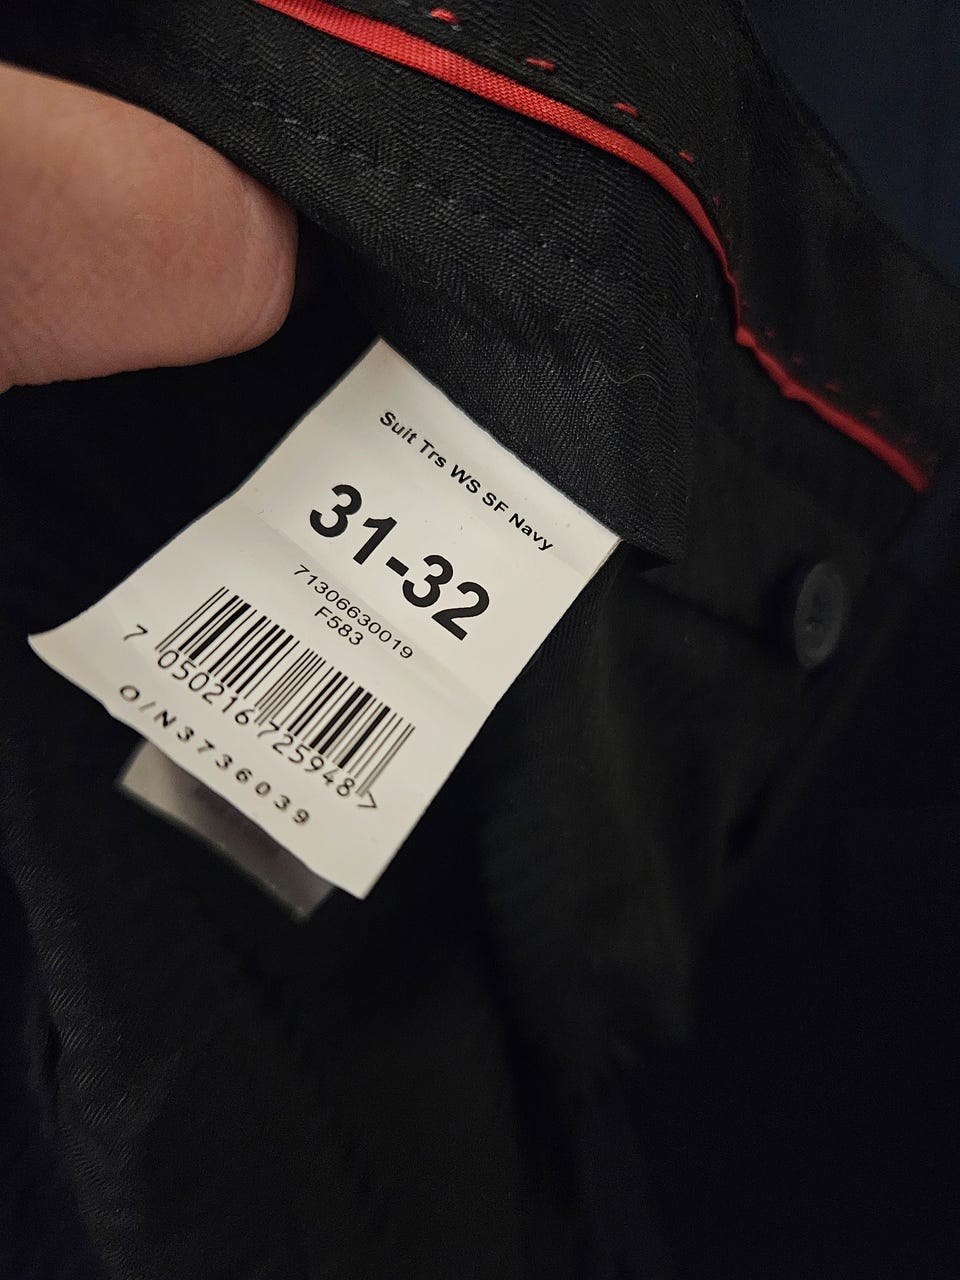 Suit Trs WS SF Navy
31-32
71306630019
F583
7 050216 725948 >
O/N3736039